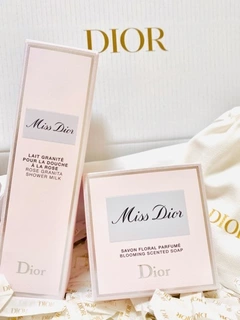 DIOR
Miss Dior
LAIT GRANITÉ
POUR LA DOUCHE
À LA ROSE
ROSE GRANITA
SHOWER MILK
Dior
Miss Dior
SAVON FLORAL PARFUMÉ
BLOOMING SCENTED SOAP
Dior